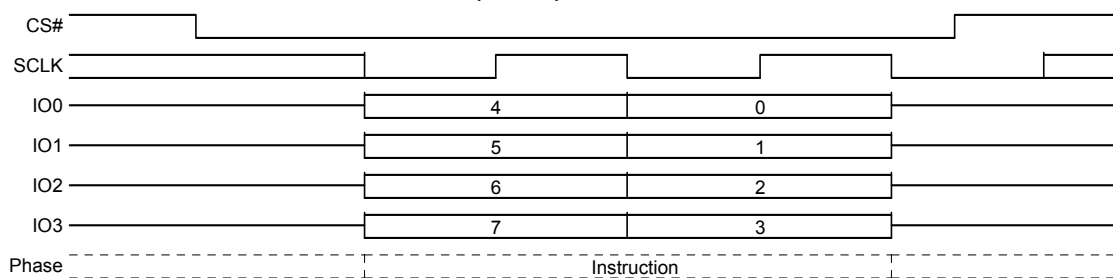 CS#
SCLK
IO0 4 0
IO1 5 1
IO2 6 2
IO3 7 3
Phase Instruction